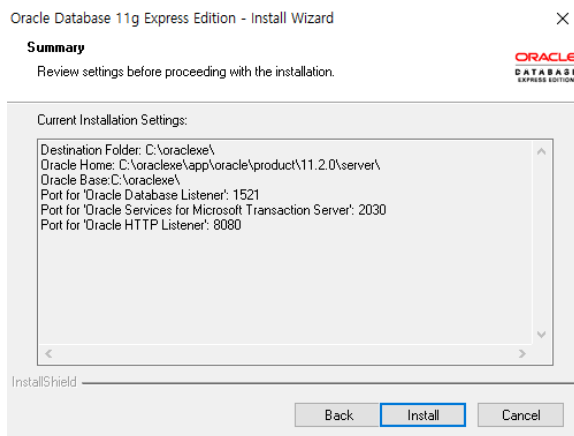 Oracle Database 11g Express Edition - Install Wizard
Summary
Review settings before proceeding with the installation.
ORACLE
DATABASE
EXPRESS EDITION
Current Installation Settings:
Destination Folder: C:\oraclexe\
Oracle Home: C:\oraclexe\app\oracle\product\11.2.0\server\
Oracle Base:C:\oraclexe\
Port for 'Oracle Database Listener': 1521
Port for 'Oracle Services for Microsoft Transaction Server': 2030
Port for 'Oracle HTTP Listener': 8080
InstallShield
Back
Install
Cancel